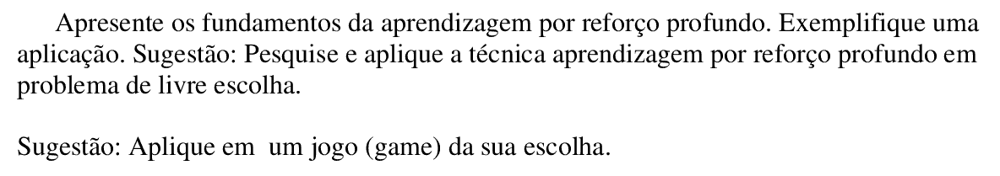 Apresente os fundamentos da aprendizagem por reforço profundo. Exemplifique uma
aplicação. Sugestão: Pesquise e aplique a técnica aprendizagem por reforço profundo em
problema de livre escolha.
Sugestão: Aplique em  um jogo (game) da sua escolha.